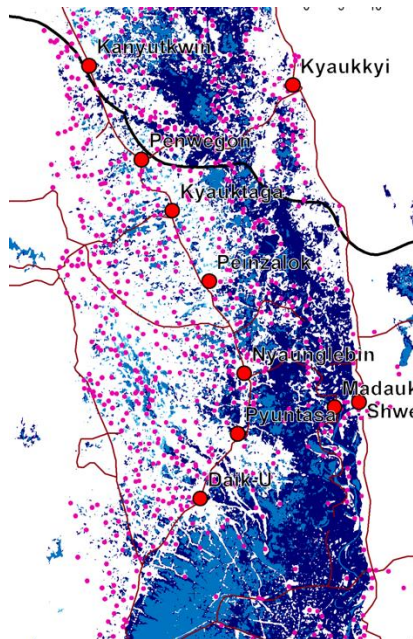 Kanyutkwin
Kyaukkyi
Penwegon
Kyauktaga
Peinzalok
Nyaunglebin
Madauk
Shwe
Pyuntasa
Daik-U